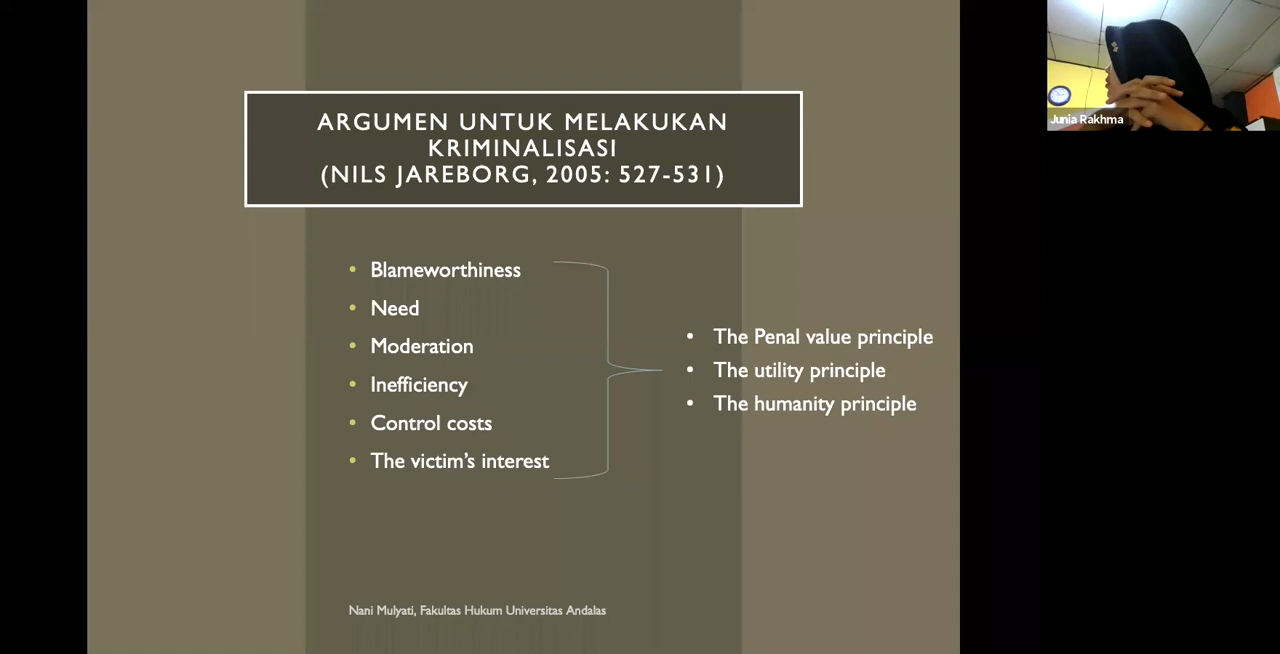 ARGUMEN UNTUK MELAKUKAN
KRIMINALISASI
(NILS JAREBORG, 2005: 527-531)
Blameworthiness
Need
Moderation
Inefficiency
Control costs
The victim's interest
The Penal value principle
The utility principle
The humanity principle
Nani Mulyati, Fakultas Hukum Universitas Andalas
Junia Rakhma